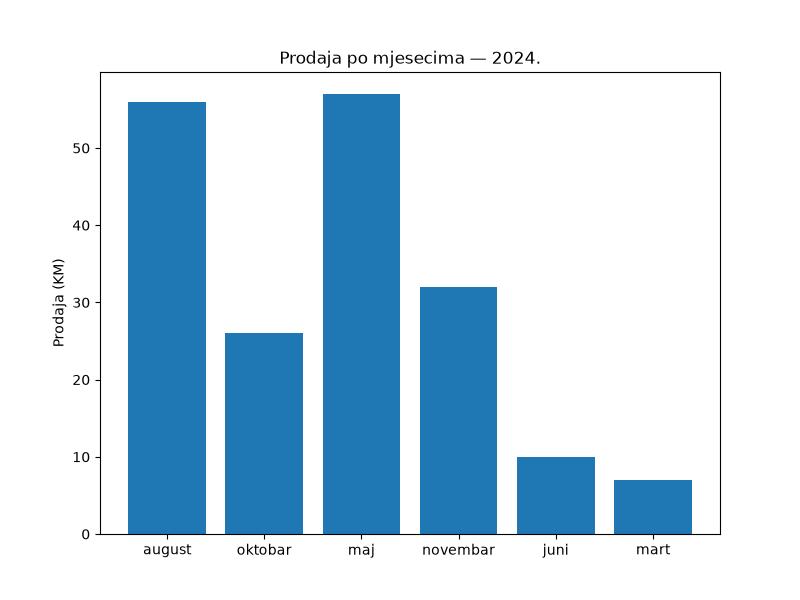 Prodaja po mjesecima — 2024.
Prodaja (KM)
50
40
30
20
10
0
august
oktobar
maj
novembar
juni
mart